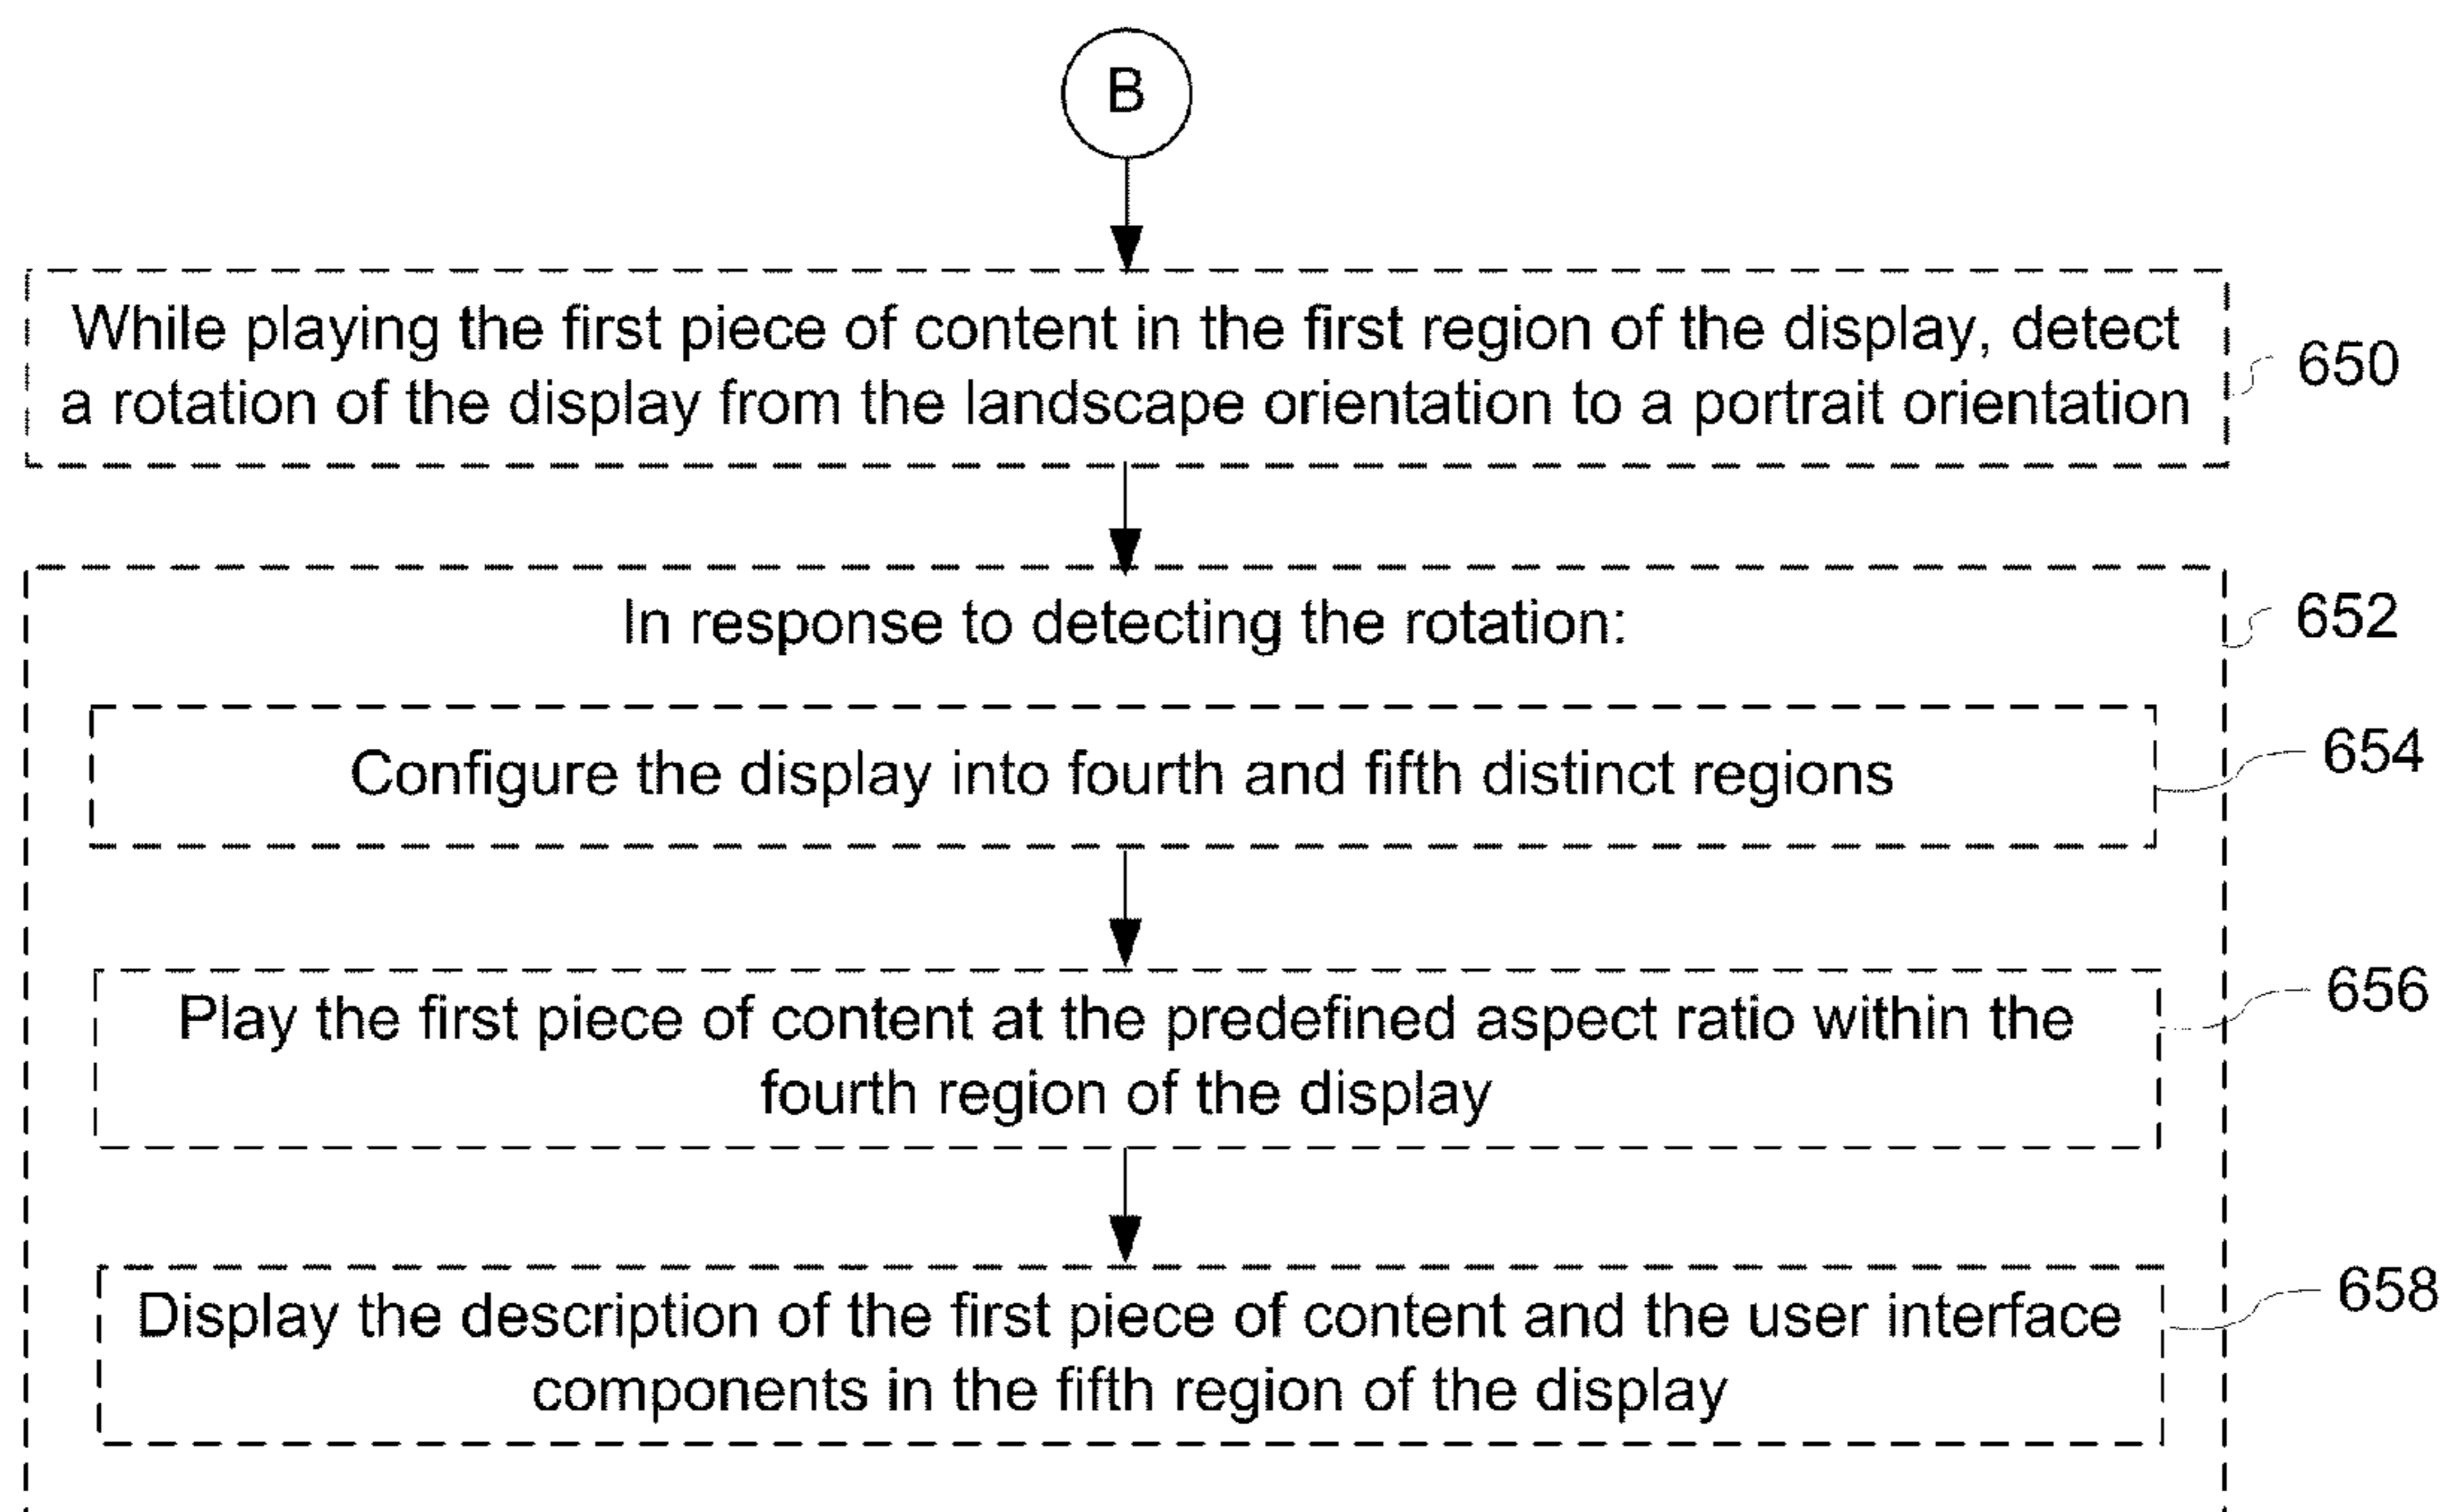 B
While playing the first piece of content in the first region of the display, detect
a rotation of the display from the landscape orientation to a portrait orientation
650
In response to detecting the rotation:
652
Configure the display into fourth and fifth distinct regions
654
Play the first piece of content at the predefined aspect ratio within the
fourth region of the display
656
Display the description of the first piece of content and the user interface
components in the fifth region of the display
658